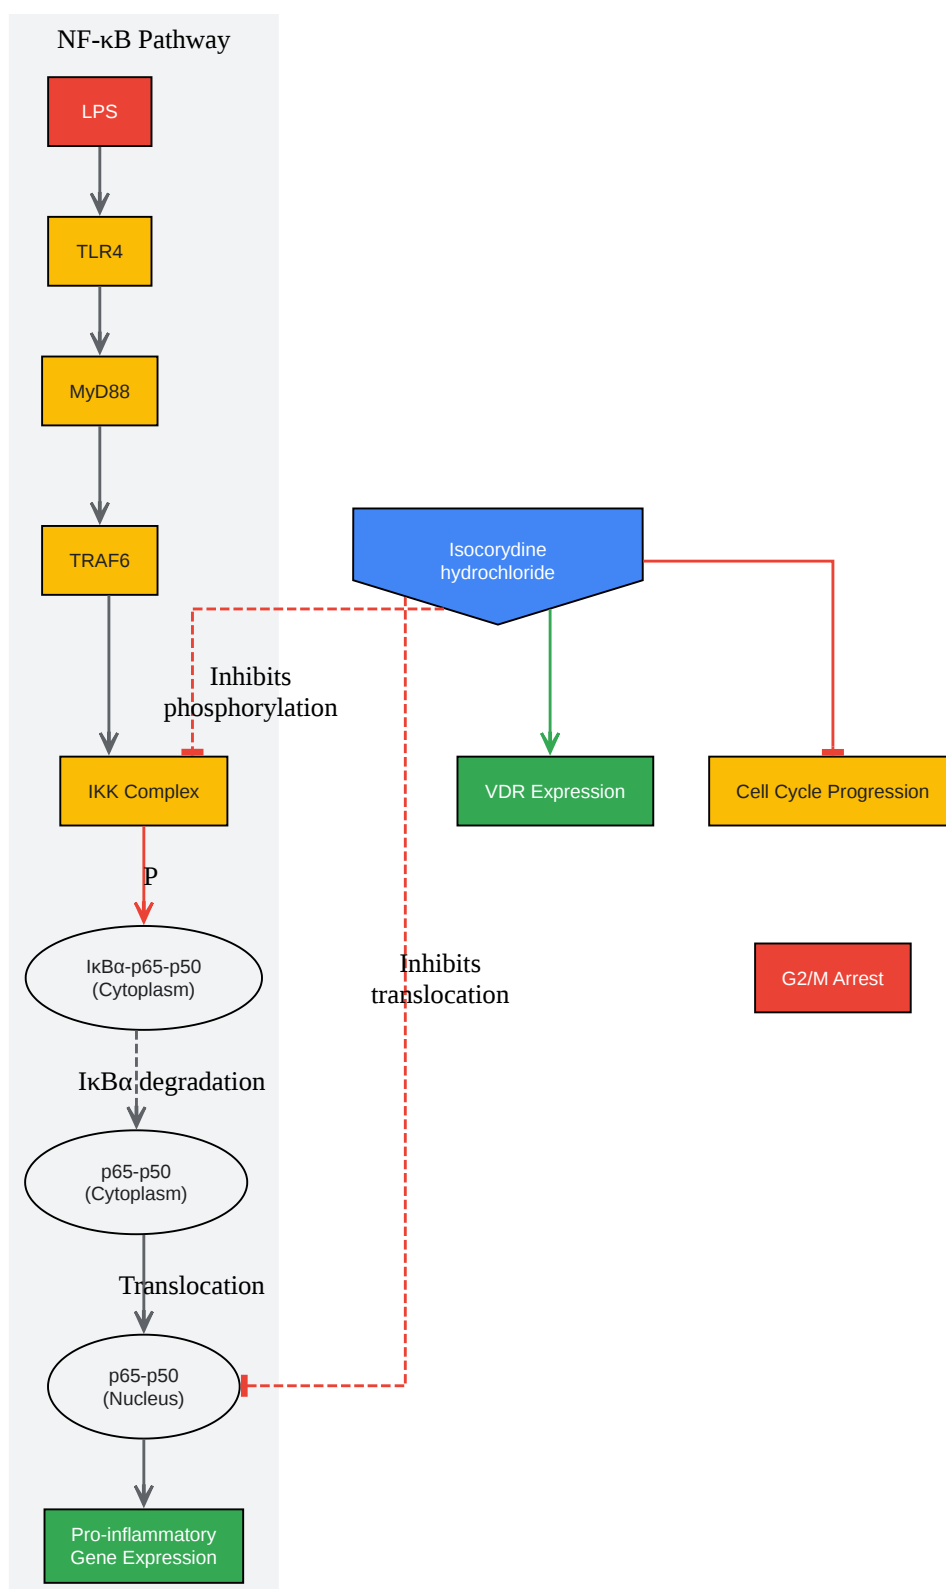 NF-κB Pathway
LPS
TLR4
MyD88
TRAF6
Isocorydine
hydrochloride
Inhibits
phosphorylation
IKK Complex
VDR Expression
Cell Cycle Progression
P
IκBα-p65-p50
(Cytoplasm)
Inhibits
translocation
G2/M Arrest
IκBα degradation
p65-p50
(Cytoplasm)
Translocation
p65-p50
(Nucleus)
Pro-inflammatory
Gene Expression